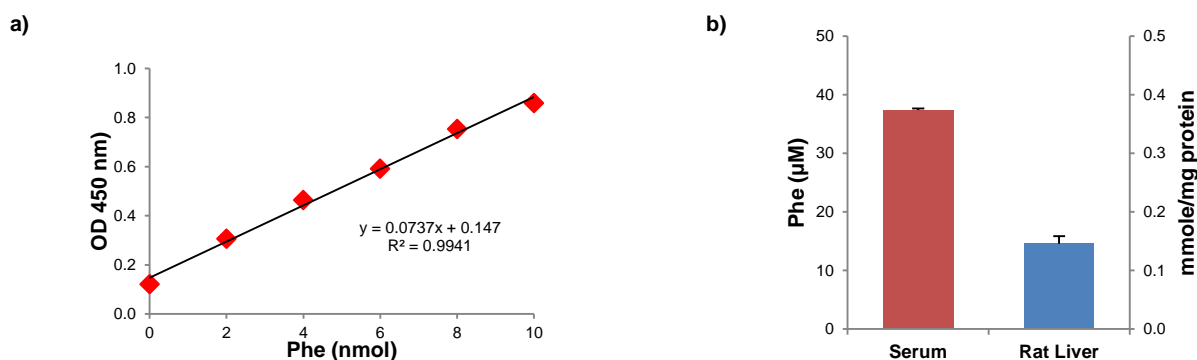 a)
OD 450 nm
1.0
0.8
0.6
0.4
0.2
0.0
y = 0.0737x + 0.147
R² = 0.9941
0 2 4 6 8 10
Phe (nmol)
b)
Phe (µM)
50
40
30
20
10
0
0.5
0.4
0.3
0.2
0.1
0.0
mmole/mg protein
Serum Rat Liver